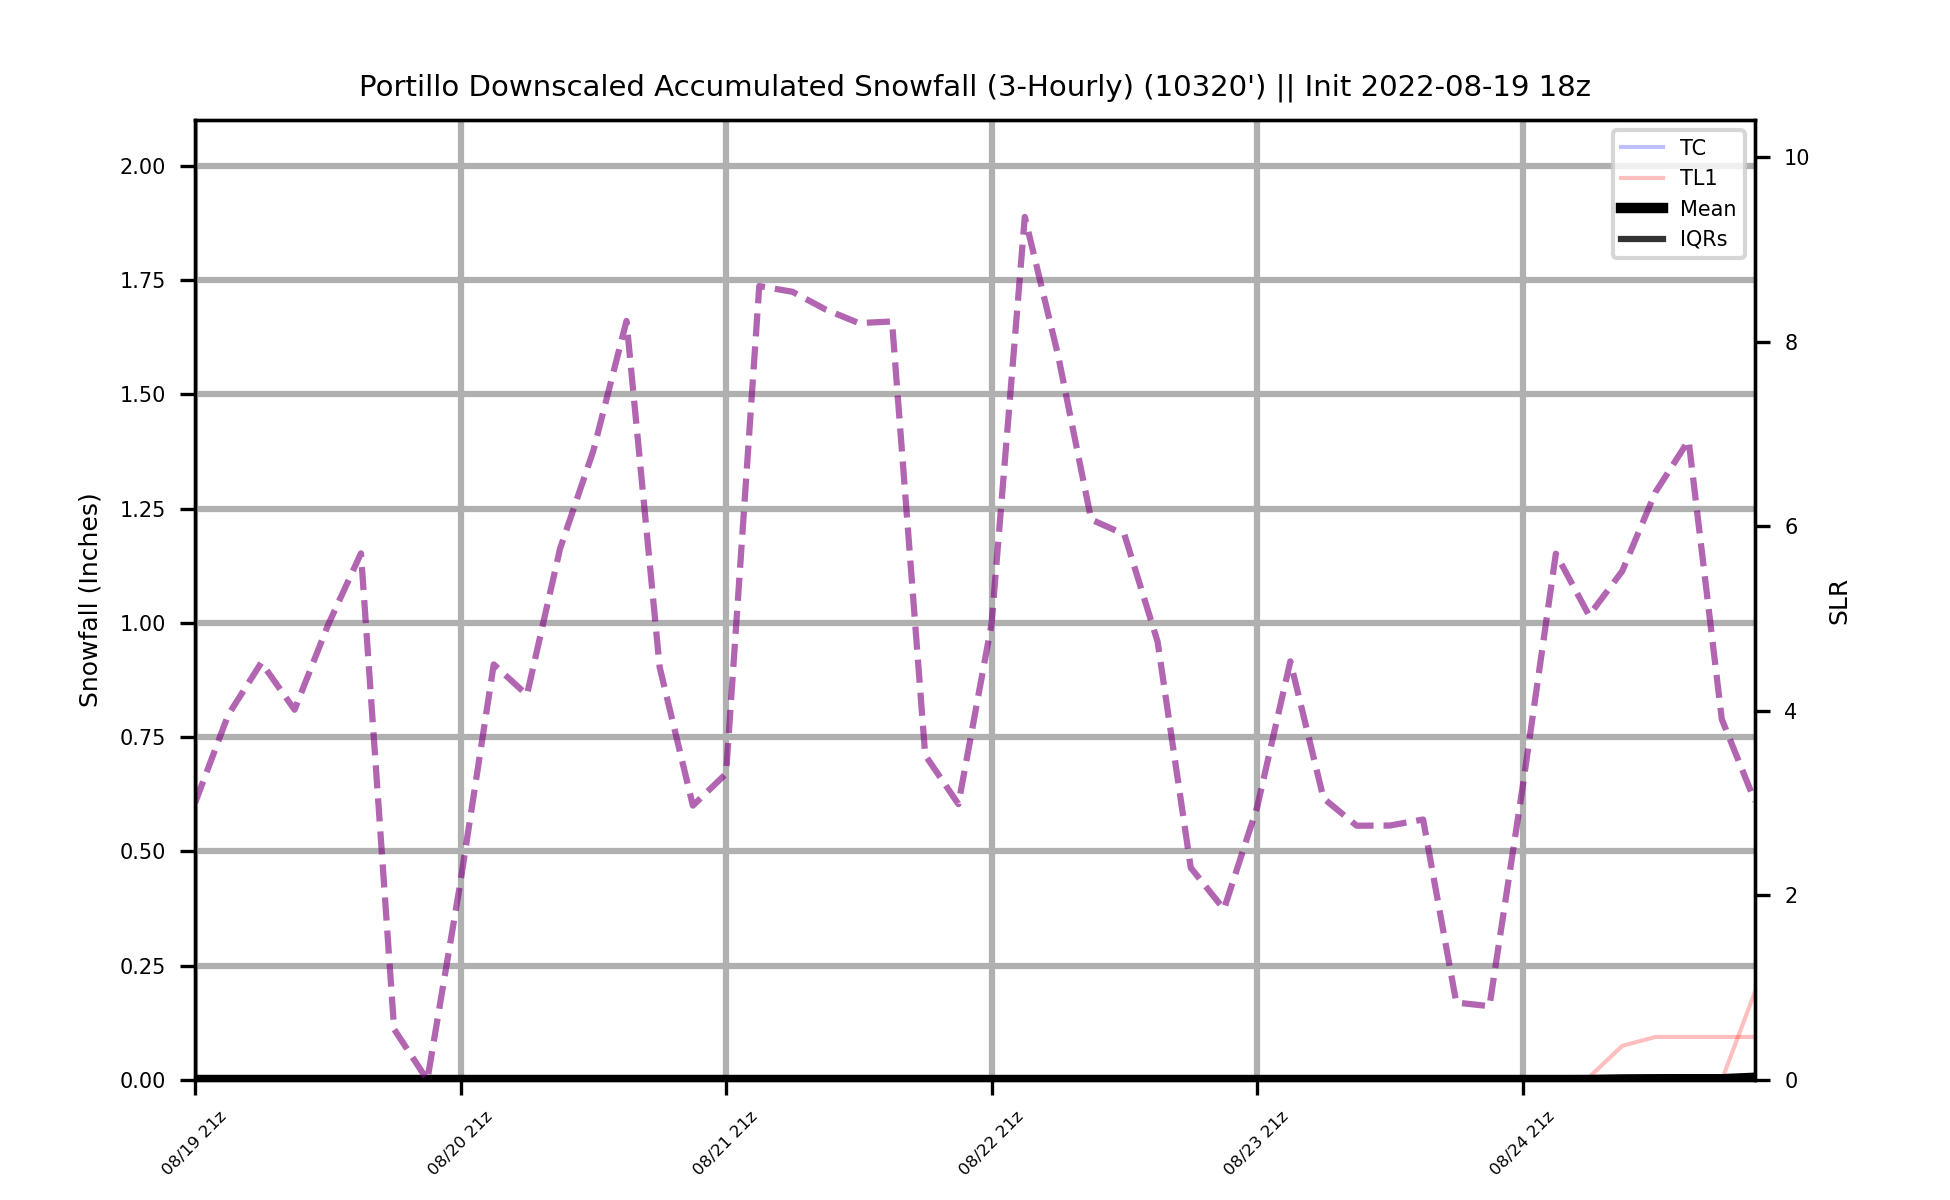 Portillo Downscaled Accumulated Snowfall (3-Hourly) (10320') || Init 2022-08-19 18z
TC
TL1
Mean
IQRs
2.00
1.75
1.50
1.25
1.00
0.75
0.50
0.25
0.00
Snowfall (Inches)
10
8
6
4
2
0
SLR
08/19 21z
08/20 21z
08/21 21z
08/22 21z
08/23 21z
08/24 21z